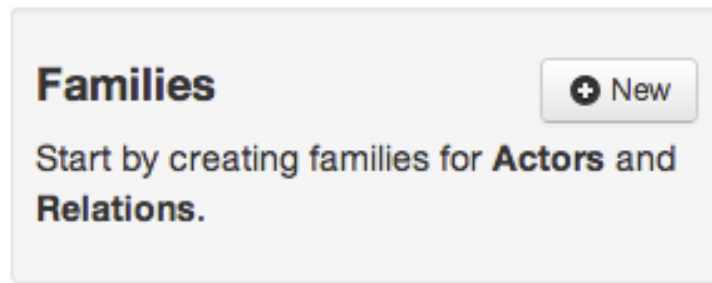 Families
New
Start by creating families for Actors and
Relations.